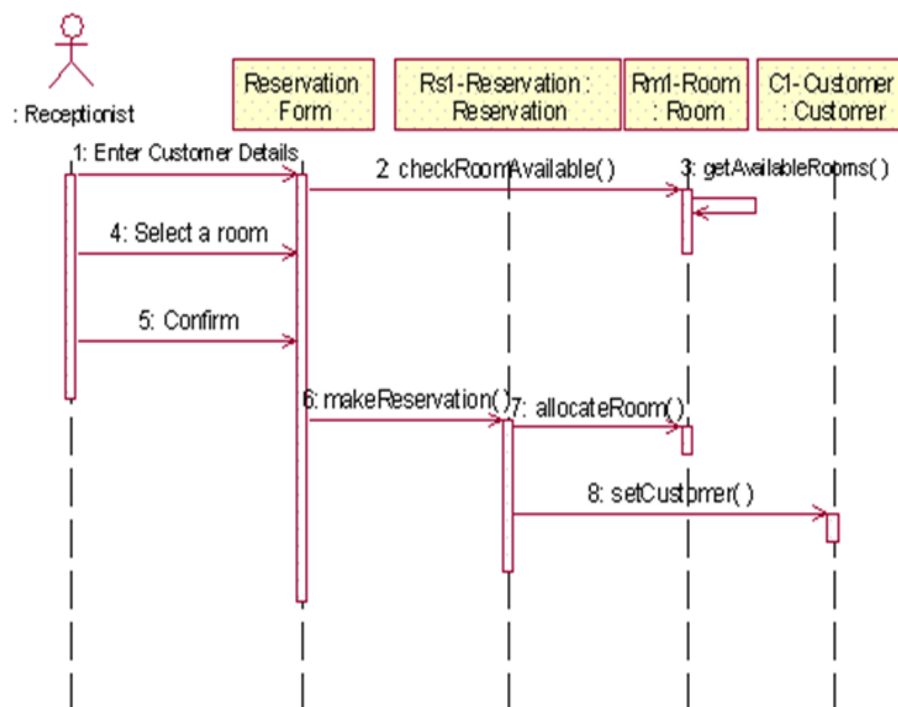 : Receptionist
Reservation
Form
Rs1-Reservation :
Reservation
Rm1-Room
: Room
C1-Customer
: Customer
1: Enter Customer Details
2: checkRoomAvailable( )
3: getAvailableRooms( )
4: Select a room
5: Confirm
6: makeReservation( )
7: allocateRoom( )
8: setCustomer( )